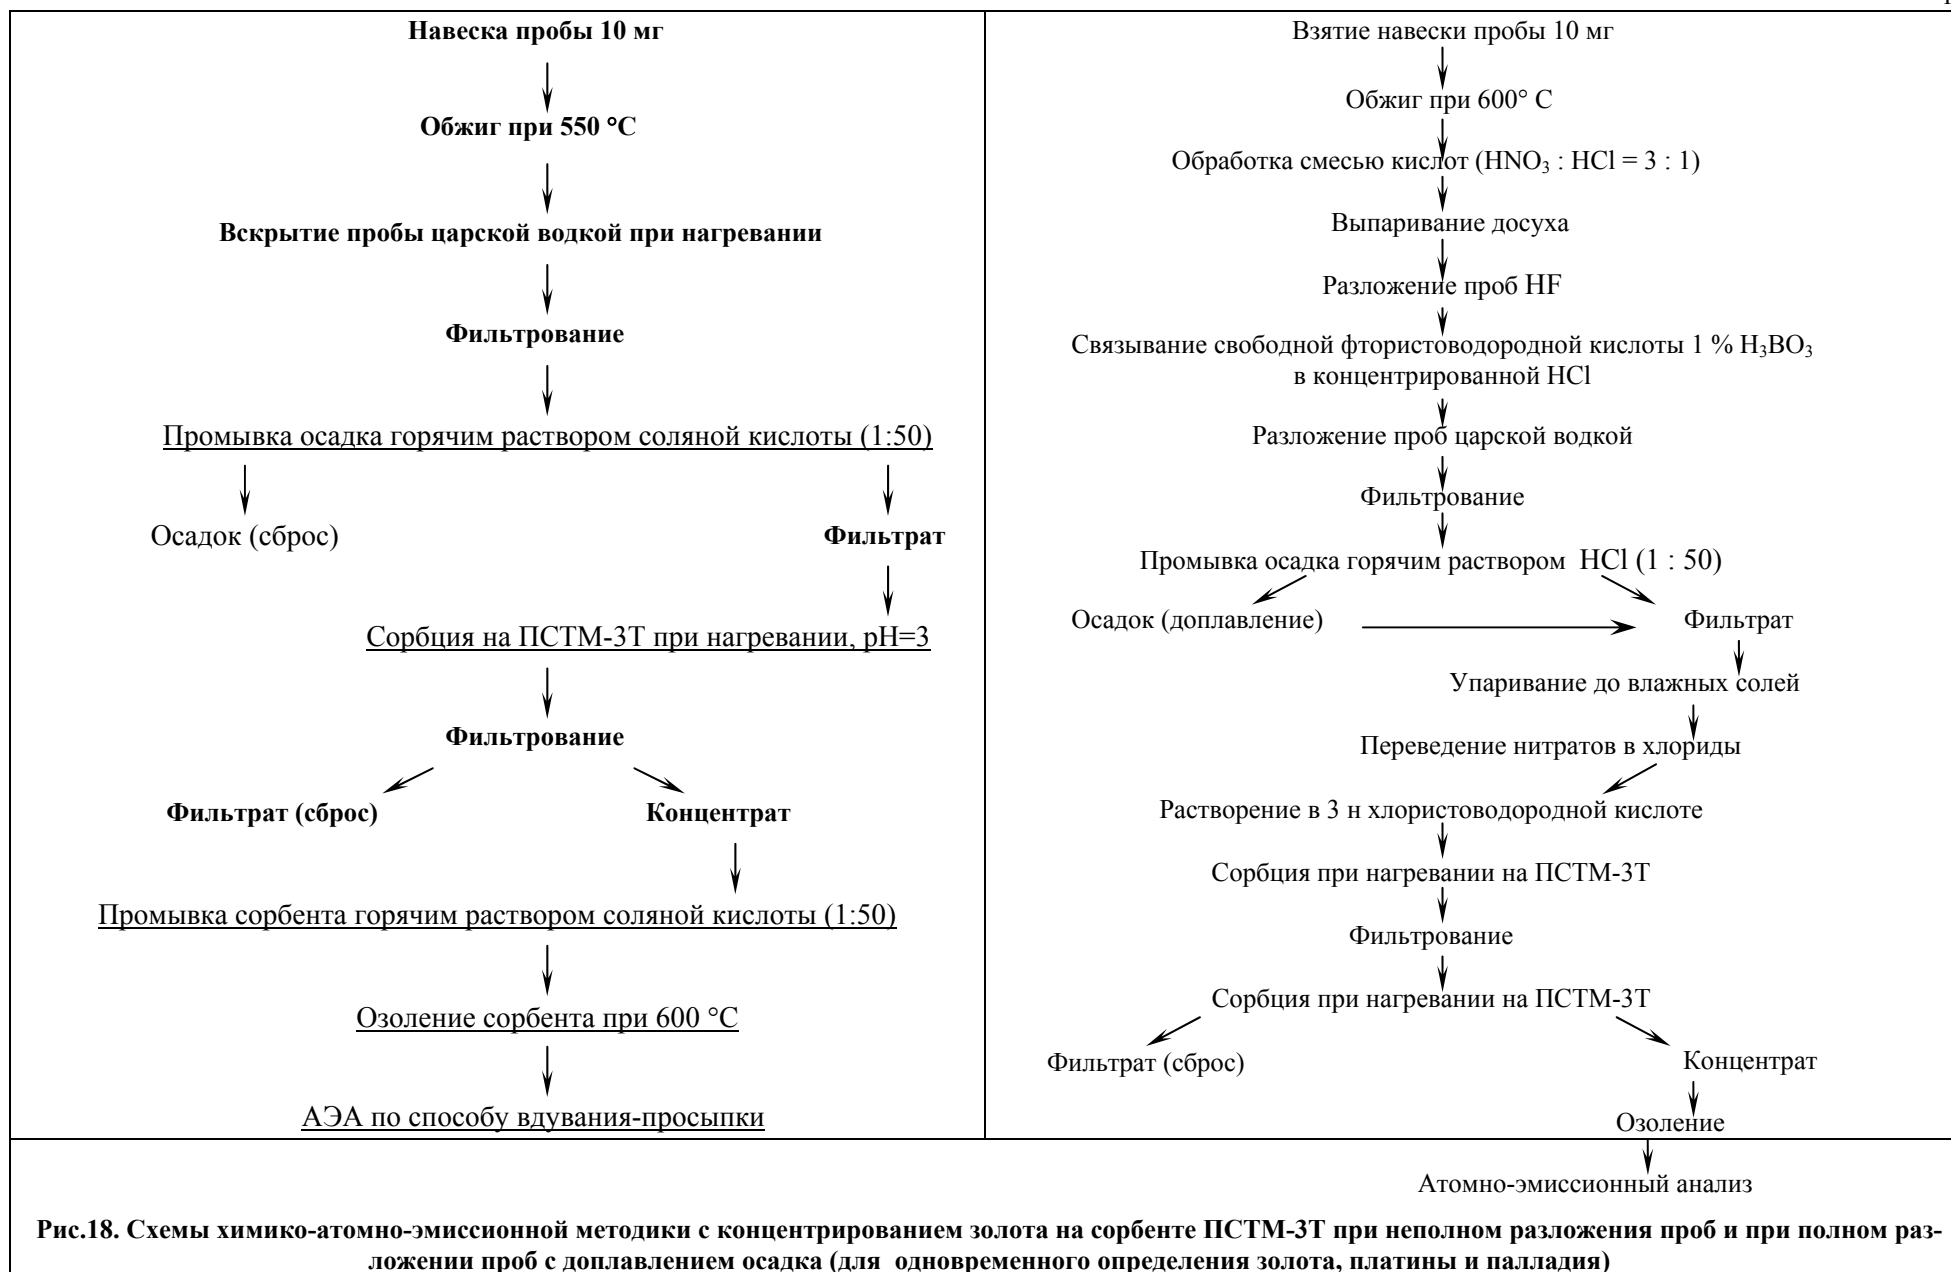 Навеска пробы 10 мг
Обжиг при 550 °С
Вскрытие пробы царской водкой при нагревании
Фильтрование
Промывка осадка горячим раствором соляной кислоты (1:50)
Осадок (сброс)
Фильтрат
Сорбция на ПСТМ-3Т при нагревании, рН=3
Фильтрование
Фильтрат (сброс)
Концентрат
Промывка сорбента горячим раствором соляной кислоты (1:50)
Озоление сорбента при 600 °С
АЭА по способу вдувания-просыпки
Взятие навески пробы 10 мг
Обжиг при 600° С
Обработка смесью кислот (HNO₃ : HCl = 3 : 1)
Выпаривание досуха
Разложение проб HF
Связывание свободной фтористоводородной кислоты 1 % H₃BO₃
в концентрированной HCl
Разложение проб царской водкой
Фильтрование
Промывка осадка горячим раствором HCl (1 : 50)
Осадок (доплавление)
Фильтрат
Упаривание до влажных солей
Переведение нитратов в хлориды
Растворение в 3 н хлористоводородной кислоте
Сорбция при нагревании на ПСТМ-3Т
Фильтрование
Сорбция при нагревании на ПСТМ-3Т
Фильтрат (сброс)
Концентрат
Озоление
Атомно-эмиссионный анализ
Рис.18. Схемы химико-атомно-эмиссионной методики с концентрированием золота на сорбенте ПСТМ-3Т при неполном разложения проб и при полном раз-
ложении проб с доплавлением осадка (для одновременного определения золота, платины и палладия)